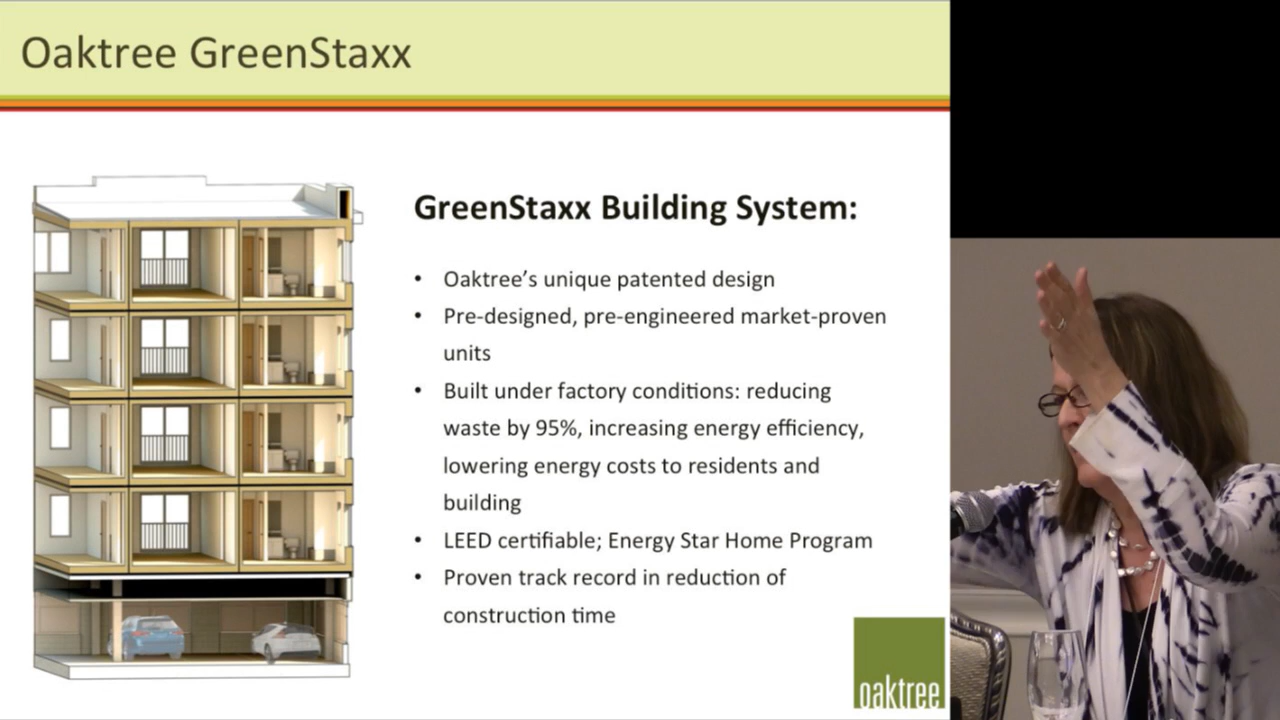 Oaktree GreenStaxx
GreenStaxx Building System:
• Oaktree’s unique patented design
• Pre-designed, pre-engineered market-proven
units
• Built under factory conditions: reducing
waste by 95%, increasing energy efficiency,
lowering energy costs to residents and
building
• LEED certifiable; Energy Star Home Program
• Proven track record in reduction of
construction time
oaktree